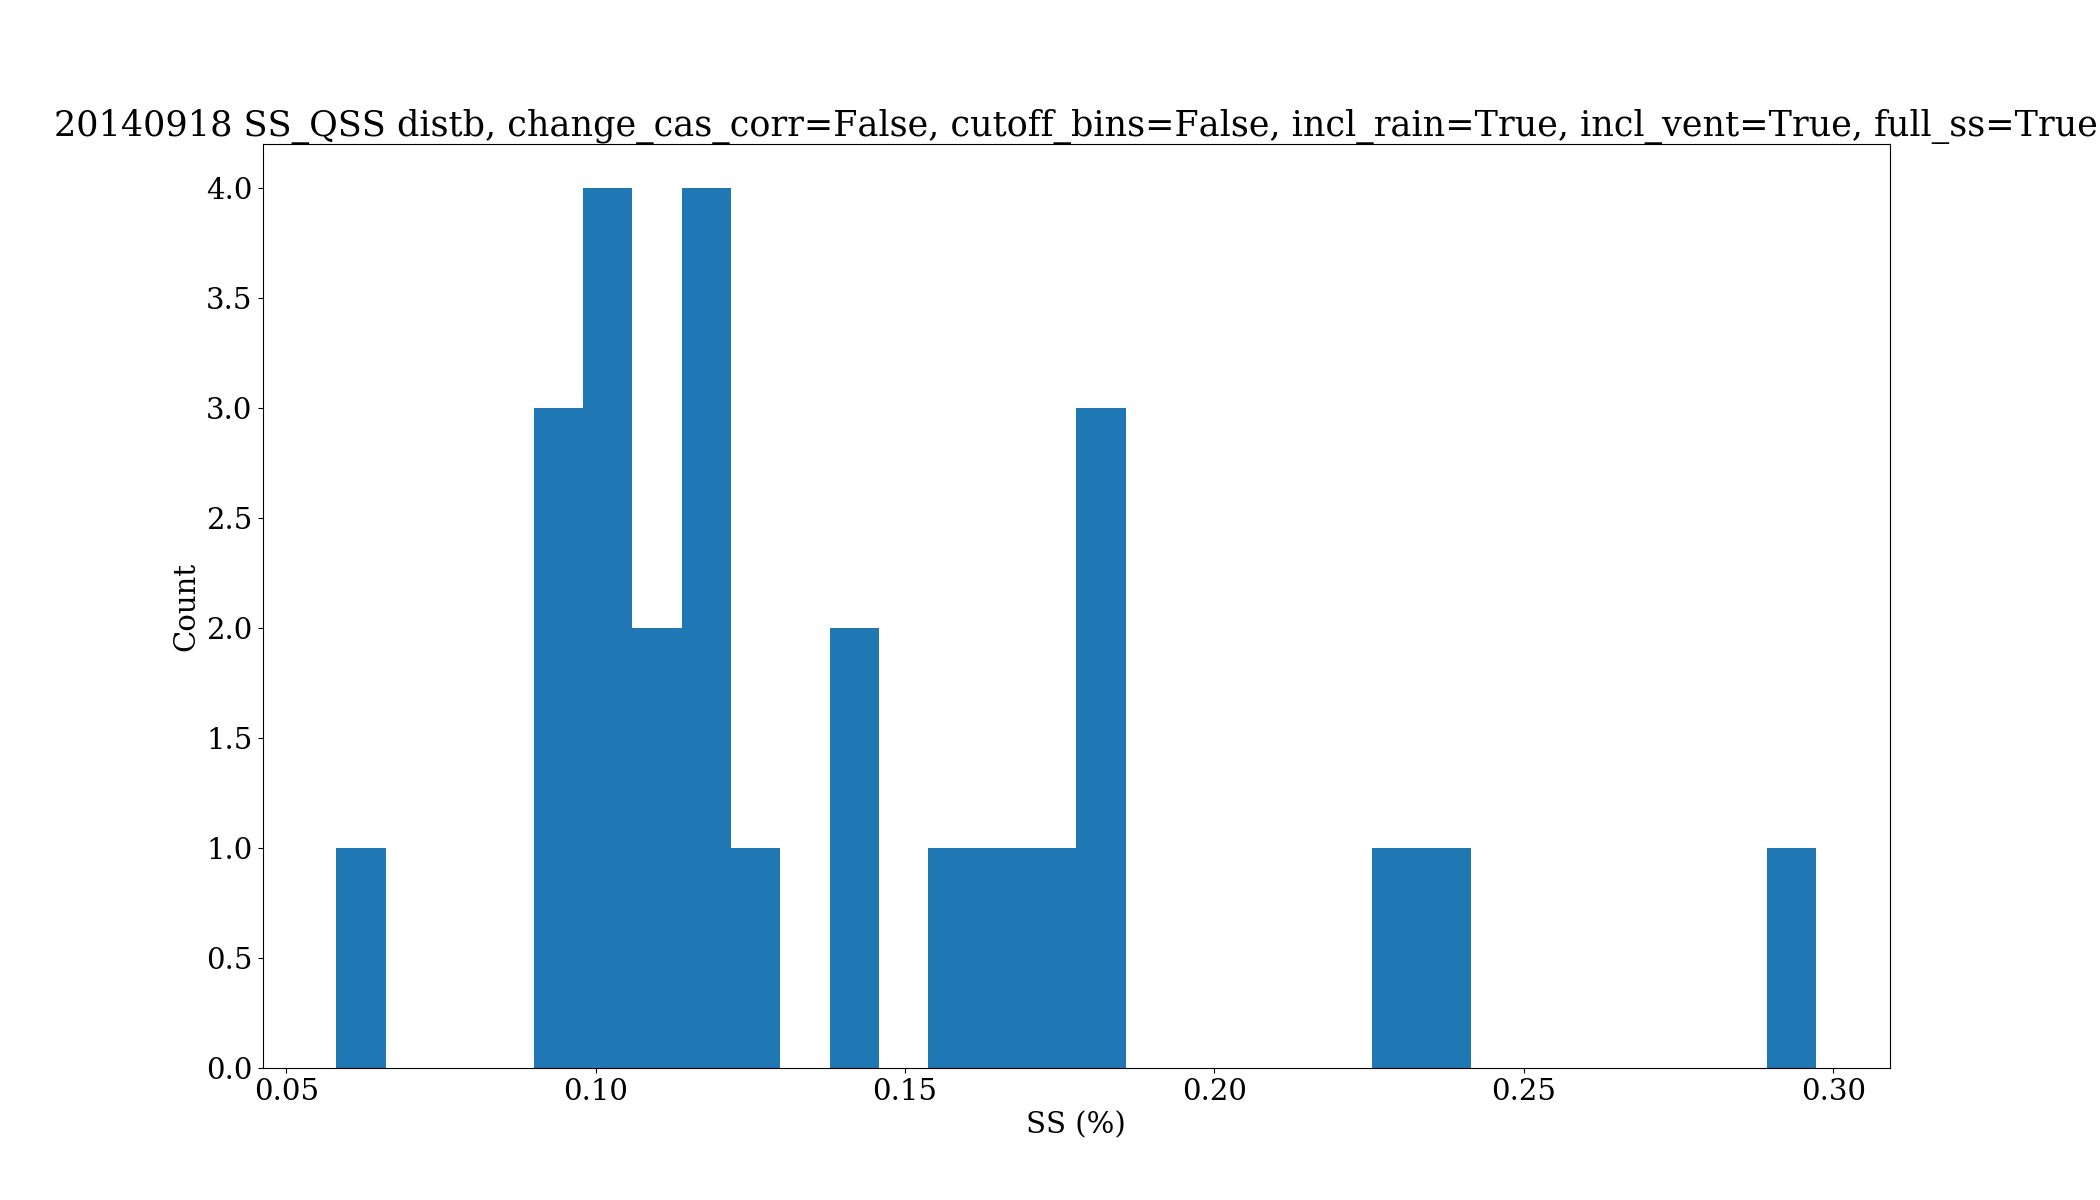 20140918 SS_QSS distb, change_cas_corr=False, cutoff_bins=False, incl_rain=True, incl_vent=True, full_ss=True
4.0
3.5
3.0
2.5
2.0
1.5
1.0
0.5
0.0
Count
0.05 0.10 0.15 0.20 0.25 0.30
SS (%)